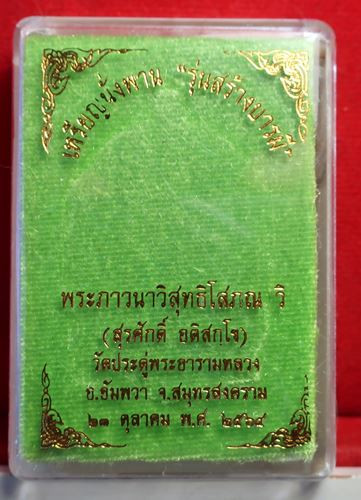 เหรียญนั่งพาน "รุ่นสร้างบารมี"
พระภาวนาวิสุทธิโสภณ วิ
(สุรศักดิ์ อติสกฺโข)
วัดประดู่พระอารามหลวง
อ.อัมพวา จ.สมุทรสงคราม
๒๓ ตุลาคม พ.ศ. ๒๕๖๔